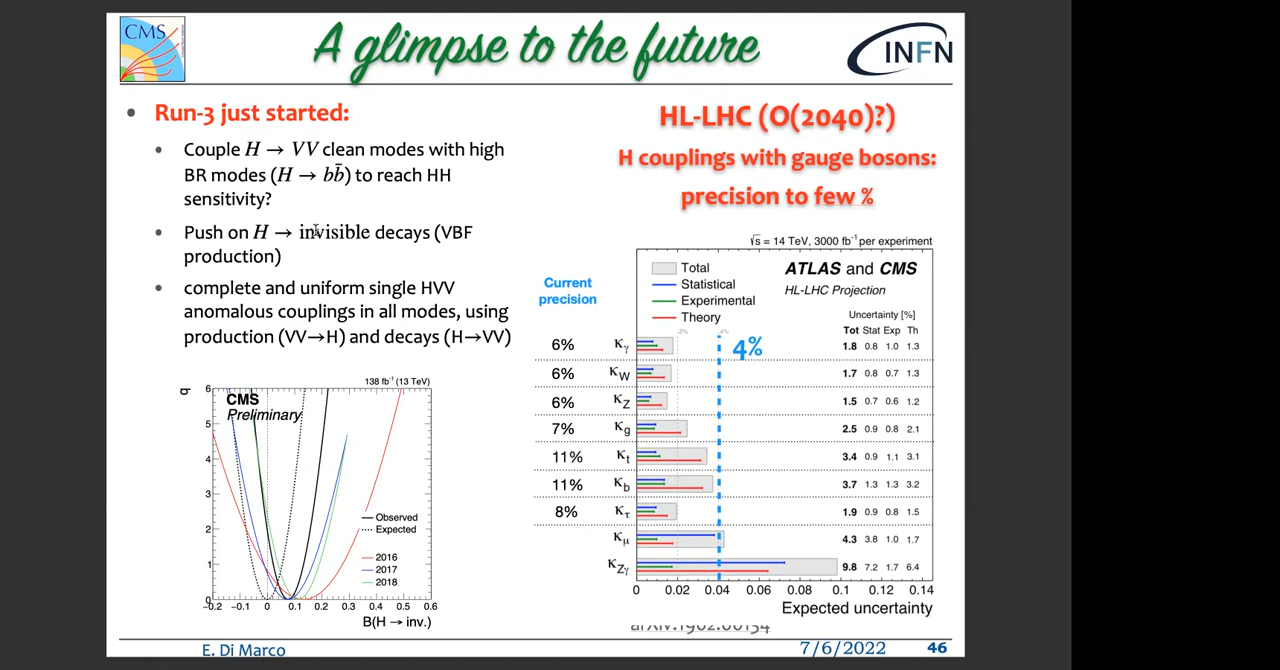 CMS
A glimpse to the future
INFN
Run-3 just started:
Couple H → VV clean modes with high
BR modes (H → bb̄) to reach HH
sensitivity?
Push on H → invisible decays (VBF
production)
complete and uniform single HVV
anomalous couplings in all modes, using
production (VV→H) and decays (H→VV)
138 fb⁻¹ (13 TeV)
q
CMS
Preliminary
6
5
4
3
2
1
0
Observed
Expected
2016
2017
2018
-0.2 -0.1 0 0.1 0.2 0.3 0.4 0.5 0.6
B(H → inv.)
HL-LHC (O(2040)?)
H couplings with gauge bosons:
precision to few %
√s = 14 TeV, 3000 fb⁻¹ per experiment
Current
precision
Total
Statistical
Experimental
Theory
ATLAS and CMS
HL-LHC Projection
Uncertainty [%]
Tot Stat Exp Th
2% 4%
4%
6% κγ 1.8 0.8 1.0 1.3
6% κW 1.7 0.8 0.7 1.3
6% κZ 1.5 0.7 0.6 1.2
7% κg 2.5 0.9 0.8 2.1
11% κt 3.4 0.9 1.1 3.1
11% κb 3.7 1.3 1.3 3.2
8% κτ 1.9 0.9 0.8 1.5
κμ 4.3 3.8 1.0 1.7
κZγ 9.8 7.2 1.7 6.4
0 0.02 0.04 0.06 0.08 0.1 0.12 0.14
Expected uncertainty
arXiv:1902.00134
E. Di Marco
7/6/2022
46